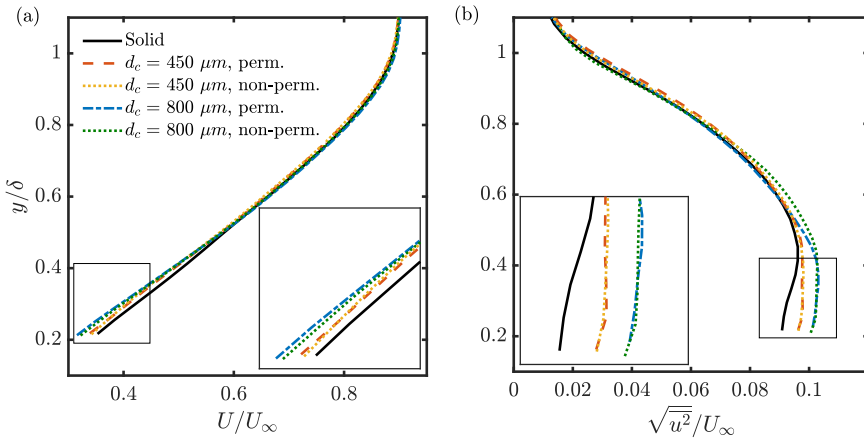 (a)
Solid
d_c = 450 μm, perm.
d_c = 450 μm, non-perm.
d_c = 800 μm, perm.
d_c = 800 μm, non-perm.
1
0.8
0.6
0.4
0.2
y/δ
0.4
0.6
0.8
U/U_∞
(b)
1
0.8
0.6
0.4
0.2
0
0.02
0.04
0.06
0.08
0.1
√u̅²̅/U_∞